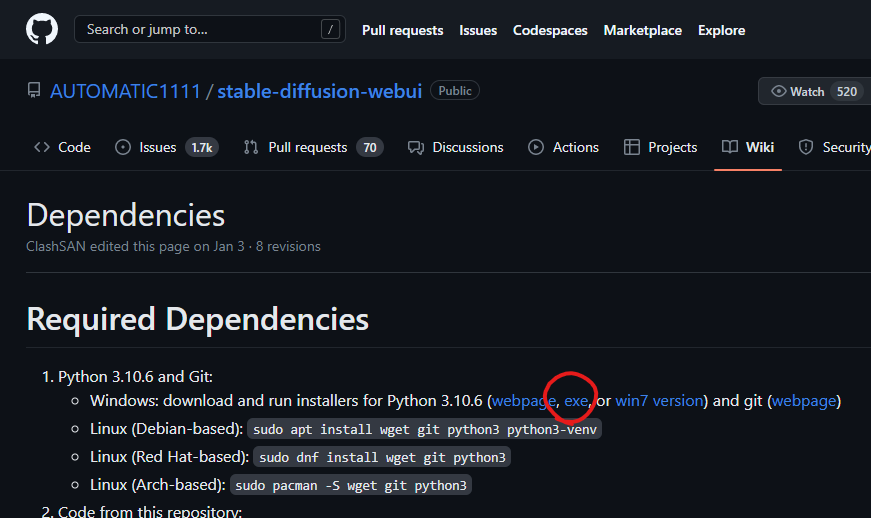 Search or jump to... /
Pull requests Issues Codespaces Marketplace Explore
AUTOMATIC1111 / stable-diffusion-webui Public
Watch 520
Code Issues 1.7k Pull requests 70 Discussions Actions Projects Wiki Security
Dependencies
ClashSAN edited this page on Jan 3 · 8 revisions
Required Dependencies
1. Python 3.10.6 and Git:
Windows: download and run installers for Python 3.10.6 (webpage, exe, or win7 version) and git (webpage)
Linux (Debian-based): sudo apt install wget git python3 python3-venv
Linux (Red Hat-based): sudo dnf install wget git python3
Linux (Arch-based): sudo pacman -S wget git python3
2. Code from this repository: